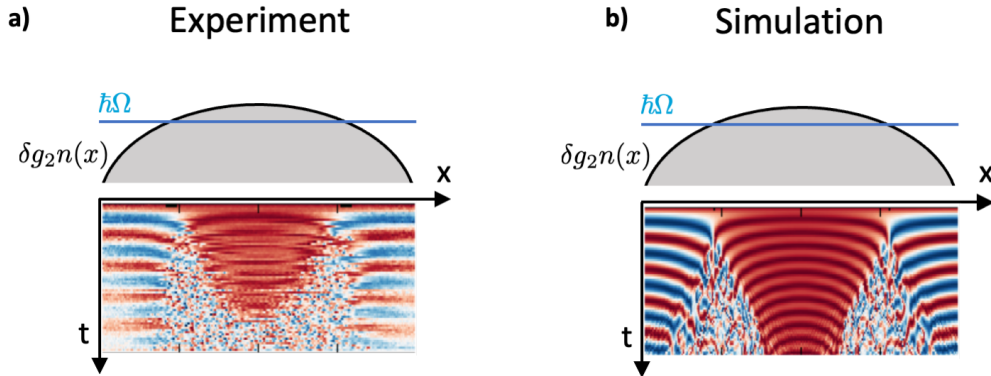 a) Experiment
b) Simulation
ħΩ
δg₂n(x)
x
t
ħΩ
δg₂n(x)
x
t